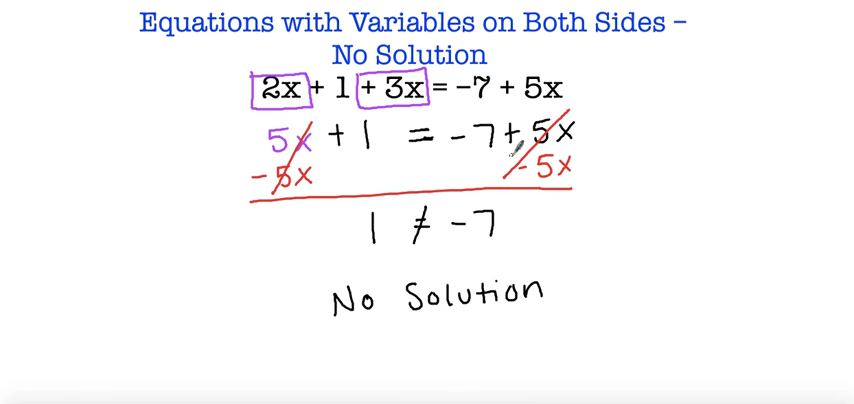 Equations with Variables on Both Sides –
No Solution
2x + 1 + 3x = –7 + 5x
5x + 1 = -7 + 5x
-5x -5x
1 ≠ -7
No Solution